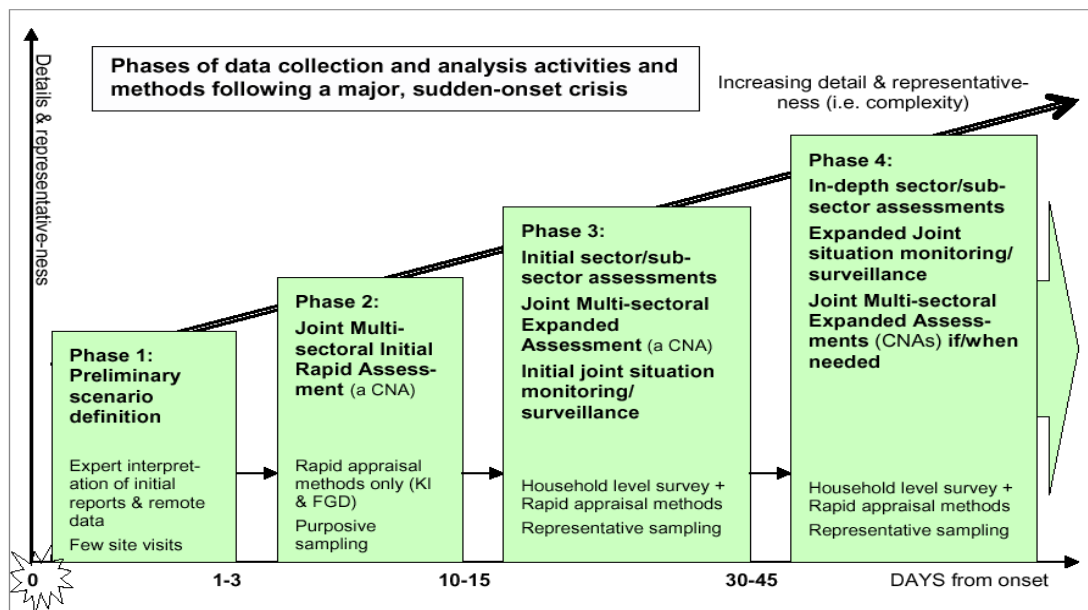 Phases of data collection and analysis activities and
methods following a major, sudden-onset crisis
Details & representative-ness
Increasing detail & representative-
ness (i.e. complexity)
Phase 1:
Preliminary
scenario
definition
Expert interpret-
ation of initial
reports & remote
data
Few site visits
Phase 2:
Joint Multi-
sectoral Initial
Rapid Assess-
ment (a CNA)
Rapid appraisal
methods only (KI
& FGD)
Purposive
sampling
Phase 3:
Initial sector/sub-
sector assessments
Joint Multi-sectoral
Expanded
Assessment (a CNA)
Initial joint situation
monitoring/
surveillance
Household level survey +
Rapid appraisal methods
Representative sampling
Phase 4:
In-depth sector/sub-
sector assessments
Expanded Joint
situation monitoring/
surveillance
Joint Multi-sectoral
Expanded Assess-
ments (CNAs) if/when
needed
Household level survey +
Rapid appraisal methods
Representative sampling
0
1-3
10-15
30-45
DAYS from onset